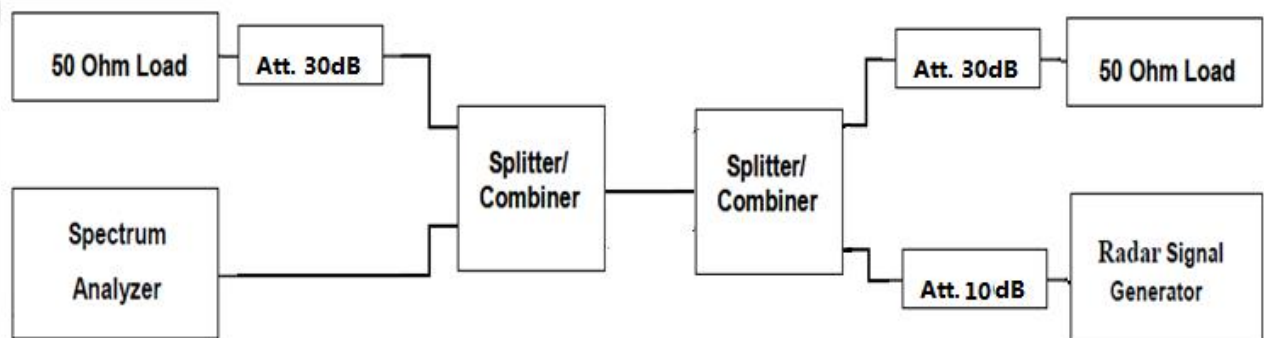 50 Ohm Load
Att. 30dB
Att. 30dB
50 Ohm Load
Splitter/
Combiner
Splitter/
Combiner
Spectrum
Analyzer
Att. 10dB
Radar Signal
Generator